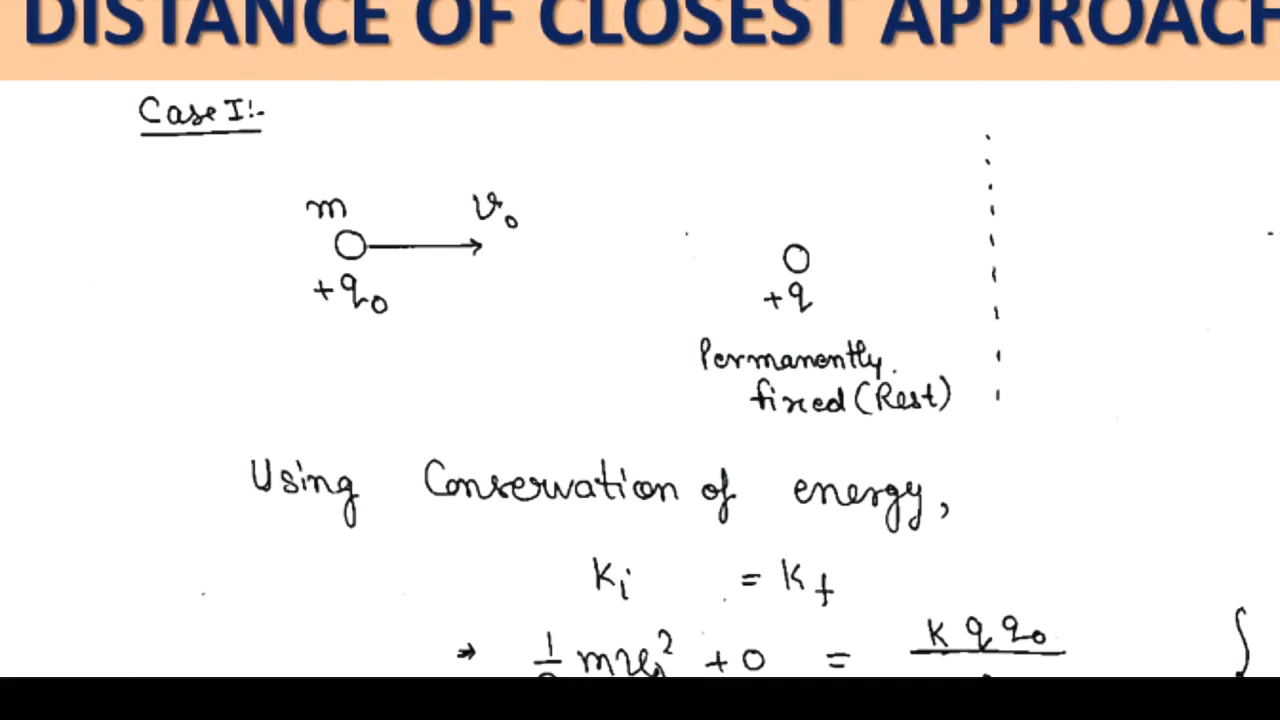 DISTANCE OF CLOSEST APPROACH
Case I:-
m
v₀
+q₀
+q
Permanently
fixed (Rest)
Using Conservation of energy,
Kᵢ = K_f
→ 1/2 mv₀² + 0 = K q q₀